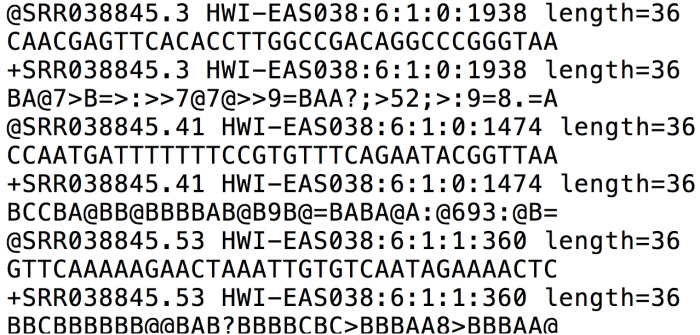 @SRR038845.3 HWI-EAS038:6:1:0:1938 length=36
CAACGAGTTCACACCTTGGCCGACAGGCCCGGGTAA
+SRR038845.3 HWI-EAS038:6:1:0:1938 length=36
BA@7>B=>:>>7@7@>>9=BAA?;>52;>:9=8.=A
@SRR038845.41 HWI-EAS038:6:1:0:1474 length=36
CCAATGATTTTTTTCCGTGTTTCAGAATACGGTTAA
+SRR038845.41 HWI-EAS038:6:1:0:1474 length=36
BCCBA@BB@BBBBAB@B9B@=BABA@A:@693:@B=
@SRR038845.53 HWI-EAS038:6:1:1:360 length=36
GTTCAAAAAGAACTAAATTGTGTCAATAGAAAACTC
+SRR038845.53 HWI-EAS038:6:1:1:360 length=36
BBCBBBBBB@@BAB?BBBBCBC>BBBAA8>BBBAA@